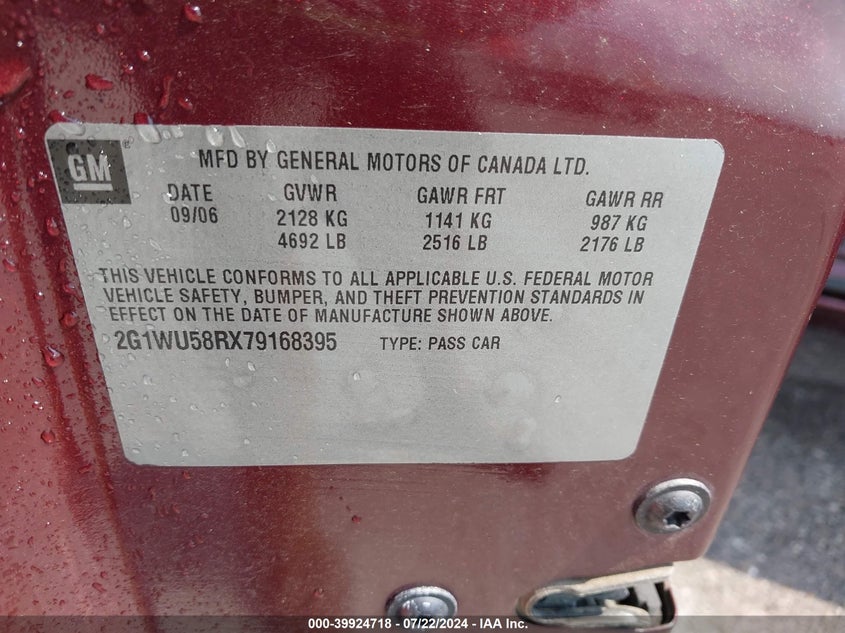 GM
MFD BY GENERAL MOTORS OF CANADA LTD.
DATE GVWR GAWR FRT GAWR RR
09/06 2128 KG 1141 KG 987 KG
4692 LB 2516 LB 2176 LB
THIS VEHICLE CONFORMS TO ALL APPLICABLE U.S. FEDERAL MOTOR
VEHICLE SAFETY, BUMPER, AND THEFT PREVENTION STANDARDS IN
EFFECT ON THE DATE OF MANUFACTURE SHOWN ABOVE.
2G1WU58RX79168395 TYPE: PASS CAR
000-39924718 - 07/22/2024 - IAA Inc.